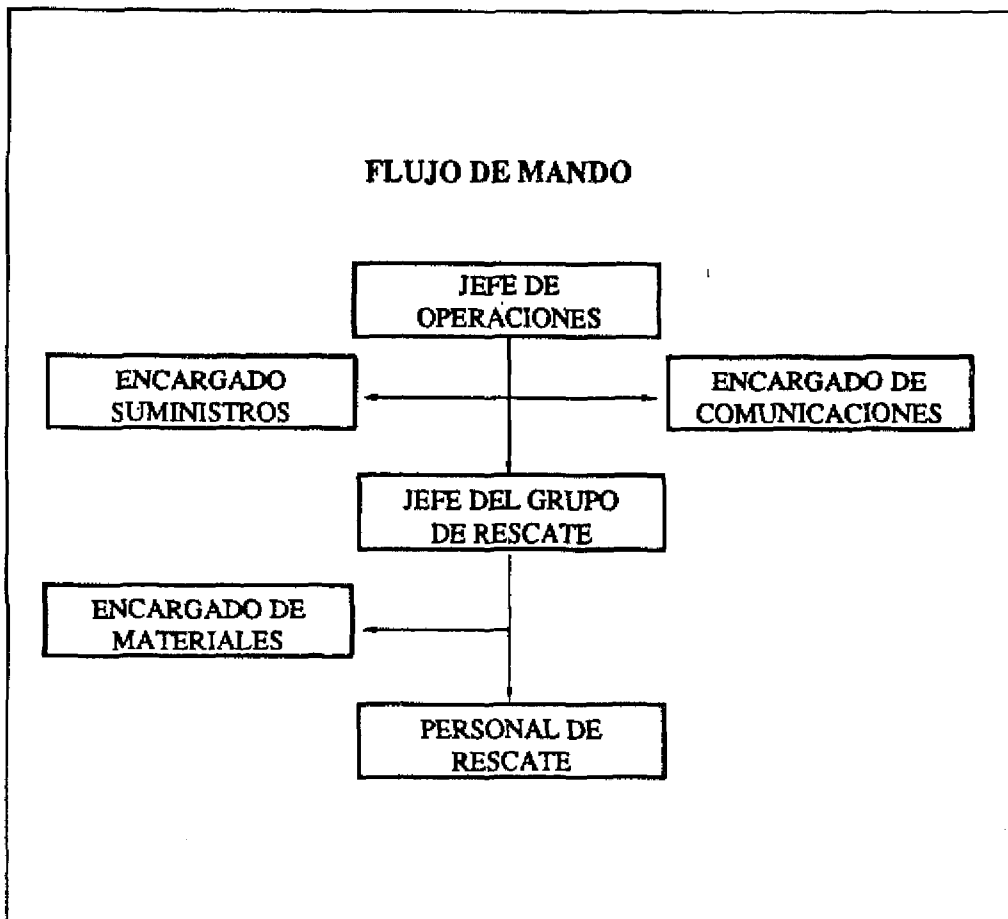 FLUJO DE MANDO
JEFE DE
OPERACIONES
ENCARGADO
SUMINISTROS
ENCARGADO DE
COMUNICACIONES
JEFE DEL GRUPO
DE RESCATE
ENCARGADO DE
MATERIALES
PERSONAL DE
RESCATE